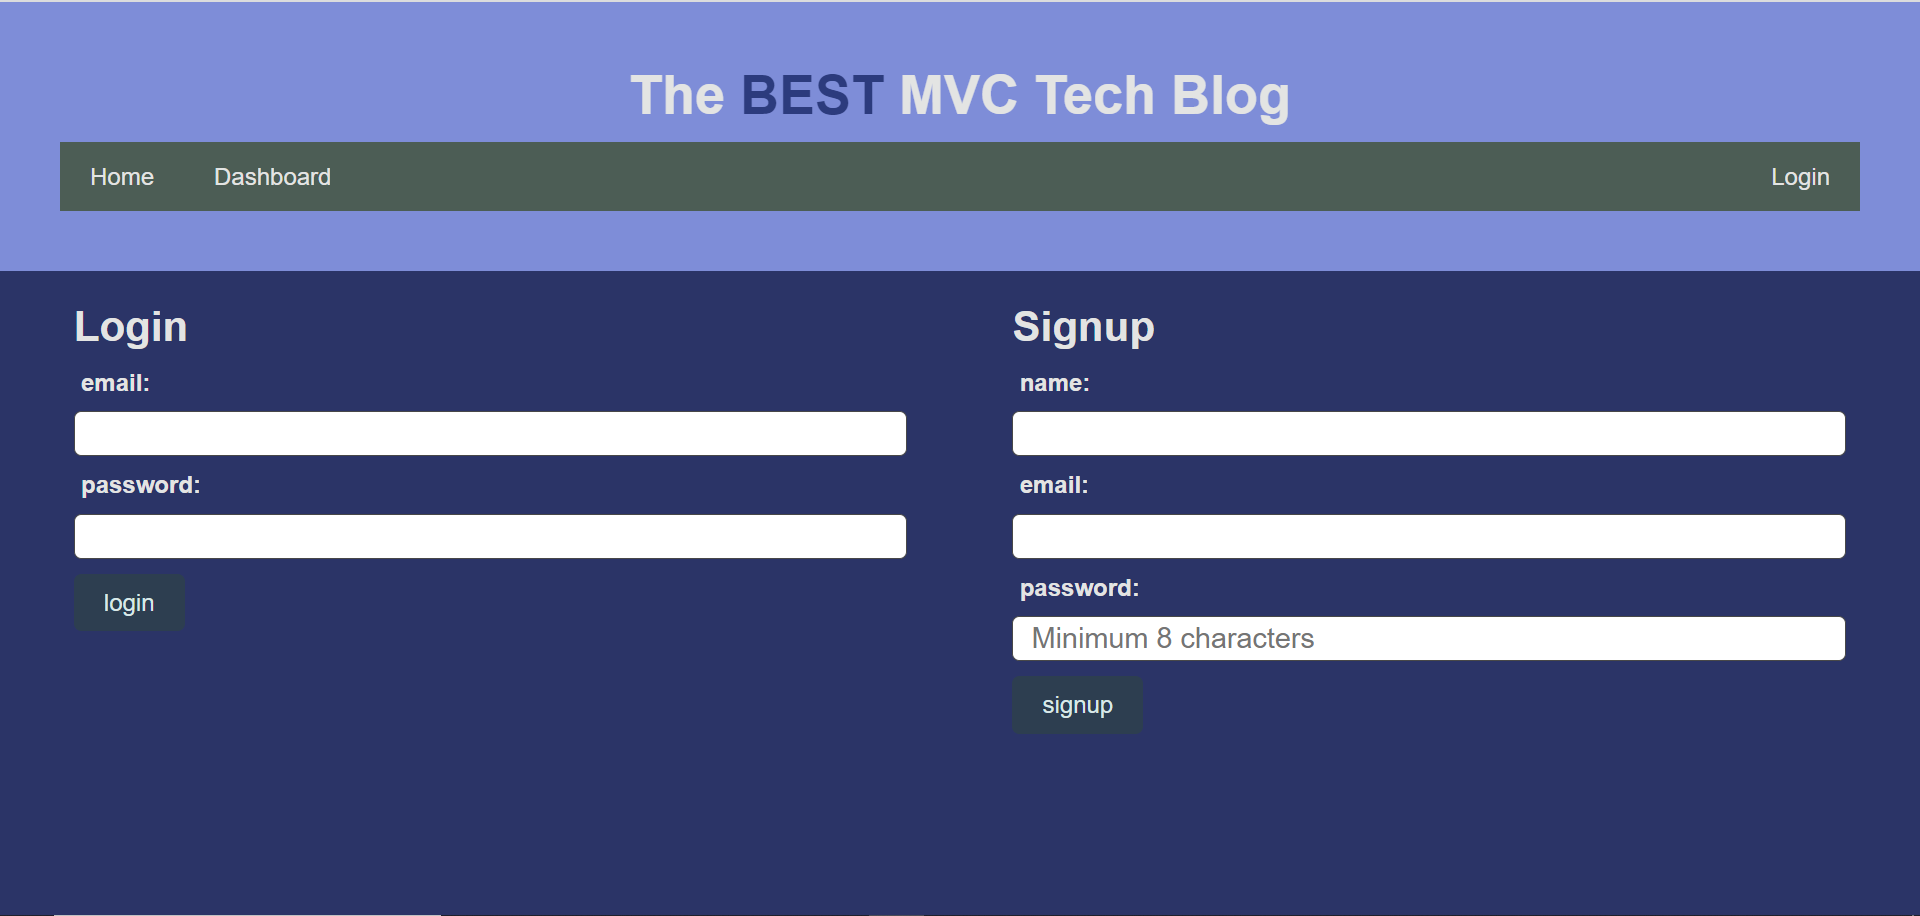 The BEST MVC Tech Blog
Home Dashboard Login
Login
email:
password:
login
Signup
name:
email:
password:
Minimum 8 characters
signup